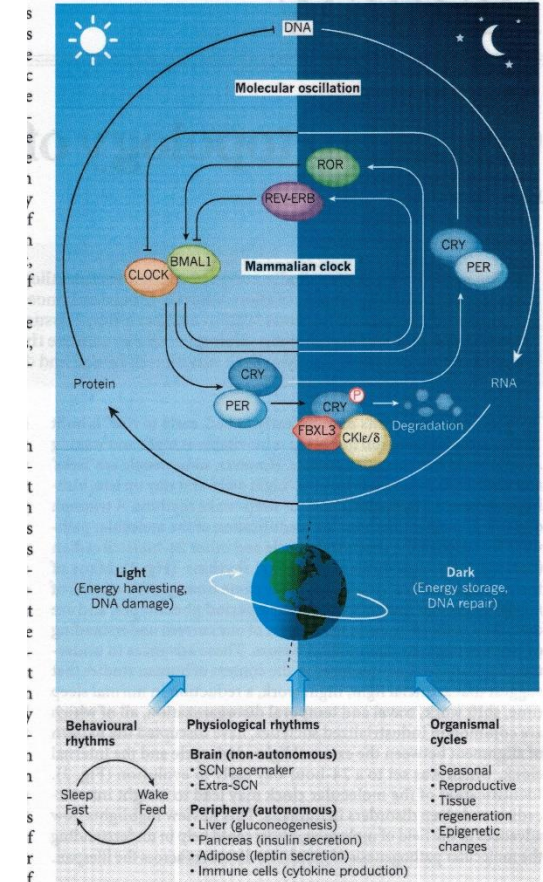 DNA
Molecular oscillation
ROR
REV-ERB
CRY
PER
BMAL1
CLOCK
Mammalian clock
CRY
PER
Protein
RNA
CRY
P
FBXL3
CKIε/δ
Degradation
Light
(Energy harvesting,
DNA damage)
Dark
(Energy storage,
DNA repair)
Behavioural
rhythms
Sleep
Fast
Wake
Feed
Physiological rhythms
Brain (non-autonomous)
• SCN pacemaker
• Extra-SCN
Periphery (autonomous)
• Liver (gluconeogenesis)
• Pancreas (insulin secretion)
• Adipose (leptin secretion)
• Immune cells (cytokine production)
Organismal
cycles
• Seasonal
• Reproductive
• Tissue
regeneration
• Epigenetic
changes